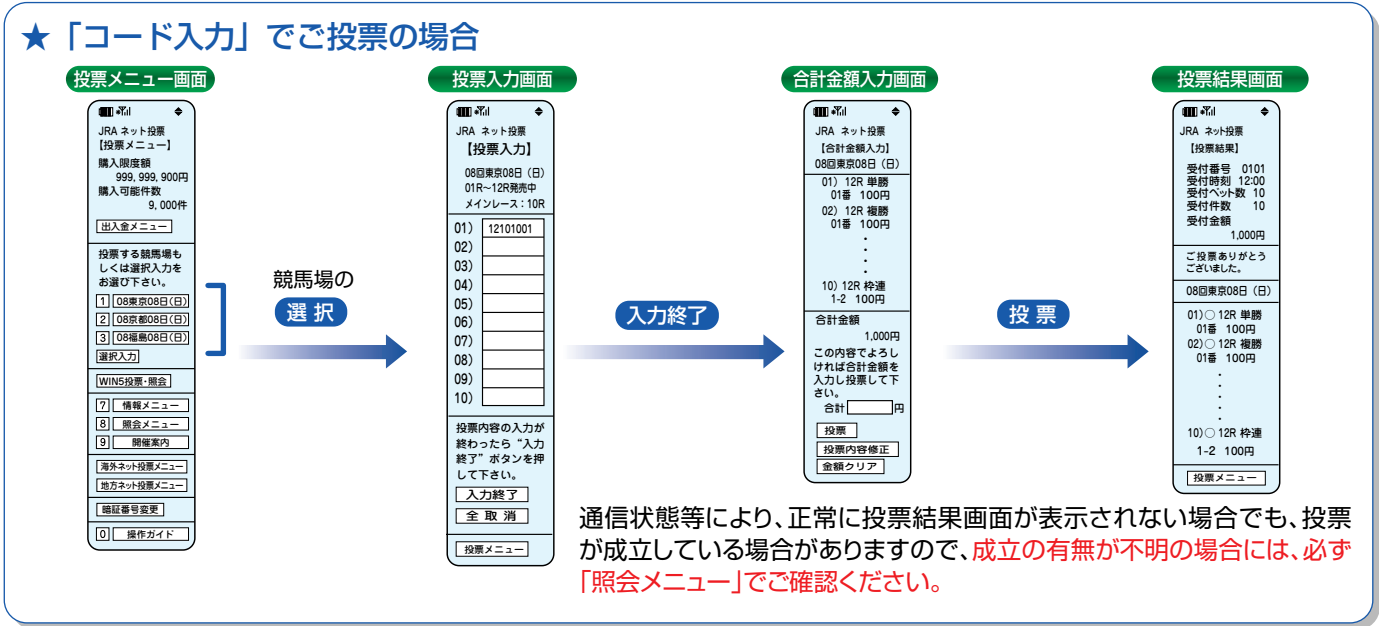 ★「コード入力」でご投票の場合
投票メニュー画面
JRA ネット投票
【投票メニュー】
購入限度額
999,999,900円
購入可能件数
9,000件
出入金メニュー
投票する競馬場も
しくは選択入力を
お選び下さい。
1 08東京08日(日)
2 08京都08日(日)
3 08福島08日(日)
選択入力
WIN5投票・照会
7 情報メニュー
8 照会メニュー
9 開催案内
海外ネット投票メニュー
地方ネット投票メニュー
暗証番号変更
0 操作ガイド
競馬場の
選 択
投票入力画面
JRA ネット投票
【投票入力】
08回東京08日(日)
01R～12R発売中
メインレース：10R
01) 12101001
02)
03)
04)
05)
06)
07)
08)
09)
10)
投票内容の入力が
終わったら“入力
終了”ボタンを押
して下さい。
入力終了
全 取 消
投票メニュー
入力終了
合計金額入力画面
JRA ネット投票
【合計金額入力】
08回東京08日(日)
01) 12R 単勝
01番 100円
02) 12R 複勝
01番 100円
・
・
・
・
10) 12R 枠連
1-2 100円
合計金額
1,000円
この内容でよろし
ければ合計金額を
入力し投票して下
さい。
合計 円
投票
投票内容修正
金額クリア
投 票
投票結果画面
JRA ネット投票
【投票結果】
受付番号 0101
受付時刻 12:00
受付ベット数 10
受付件数 10
受付金額
1,000円
ご投票ありがとう
ございました。
08回東京08日(日)
01)○ 12R 単勝
01番 100円
02)○ 12R 複勝
01番 100円
・
・
・
・
10)○ 12R 枠連
1-2 100円
投票メニュー
通信状態等により、正常に投票結果画面が表示されない場合でも、投票
が成立している場合がありますので、成立の有無が不明の場合には、必ず
「照会メニュー」でご確認ください。